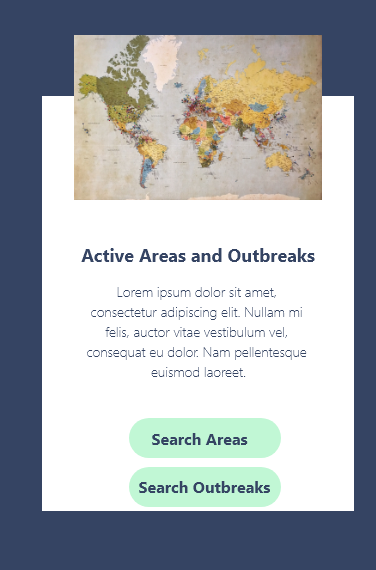 Active Areas and Outbreaks
Lorem ipsum dolor sit amet,
consectetur adipiscing elit. Nullam mi
felis, auctor vitae vestibulum vel,
consequat eu dolor. Nam pellentesque
euismod laoreet.
Search Areas
Search Outbreaks